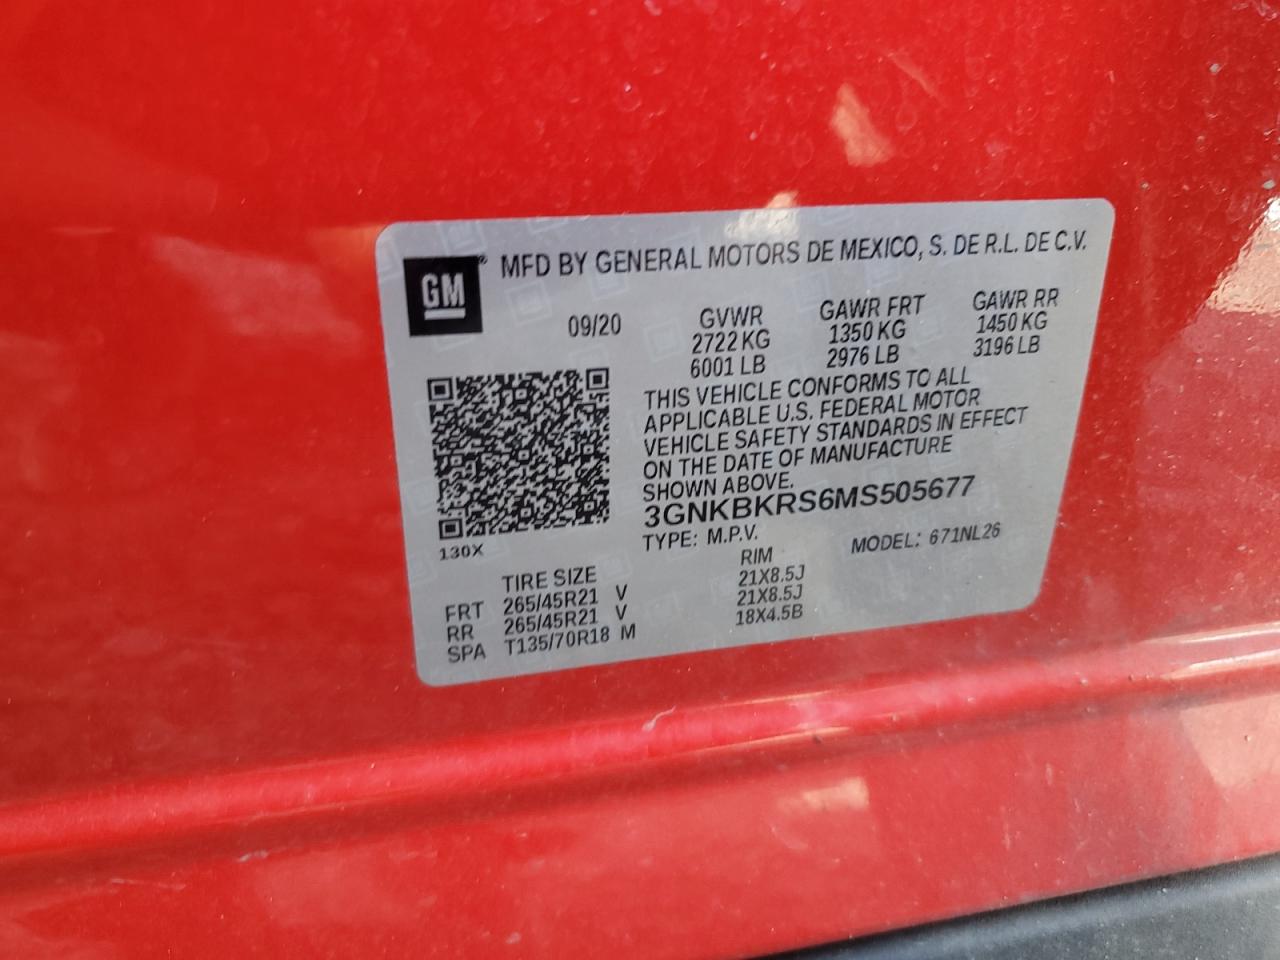 GM® MFD BY GENERAL MOTORS DE MEXICO, S. DE R.L. DE C.V.
09/20 GVWR GAWR FRT GAWR RR
2722 KG 1350 KG 1450 KG
6001 LB 2976 LB 3196 LB
THIS VEHICLE CONFORMS TO ALL
APPLICABLE U.S. FEDERAL MOTOR
VEHICLE SAFETY STANDARDS IN EFFECT
ON THE DATE OF MANUFACTURE
SHOWN ABOVE.
3GNKBKRS6MS505677
130X TYPE: M.P.V. MODEL: 671NL26
TIRE SIZE RIM
FRT 265/45R21 V 21X8.5J
RR 265/45R21 V 21X8.5J
SPA T135/70R18 M 18X4.5B